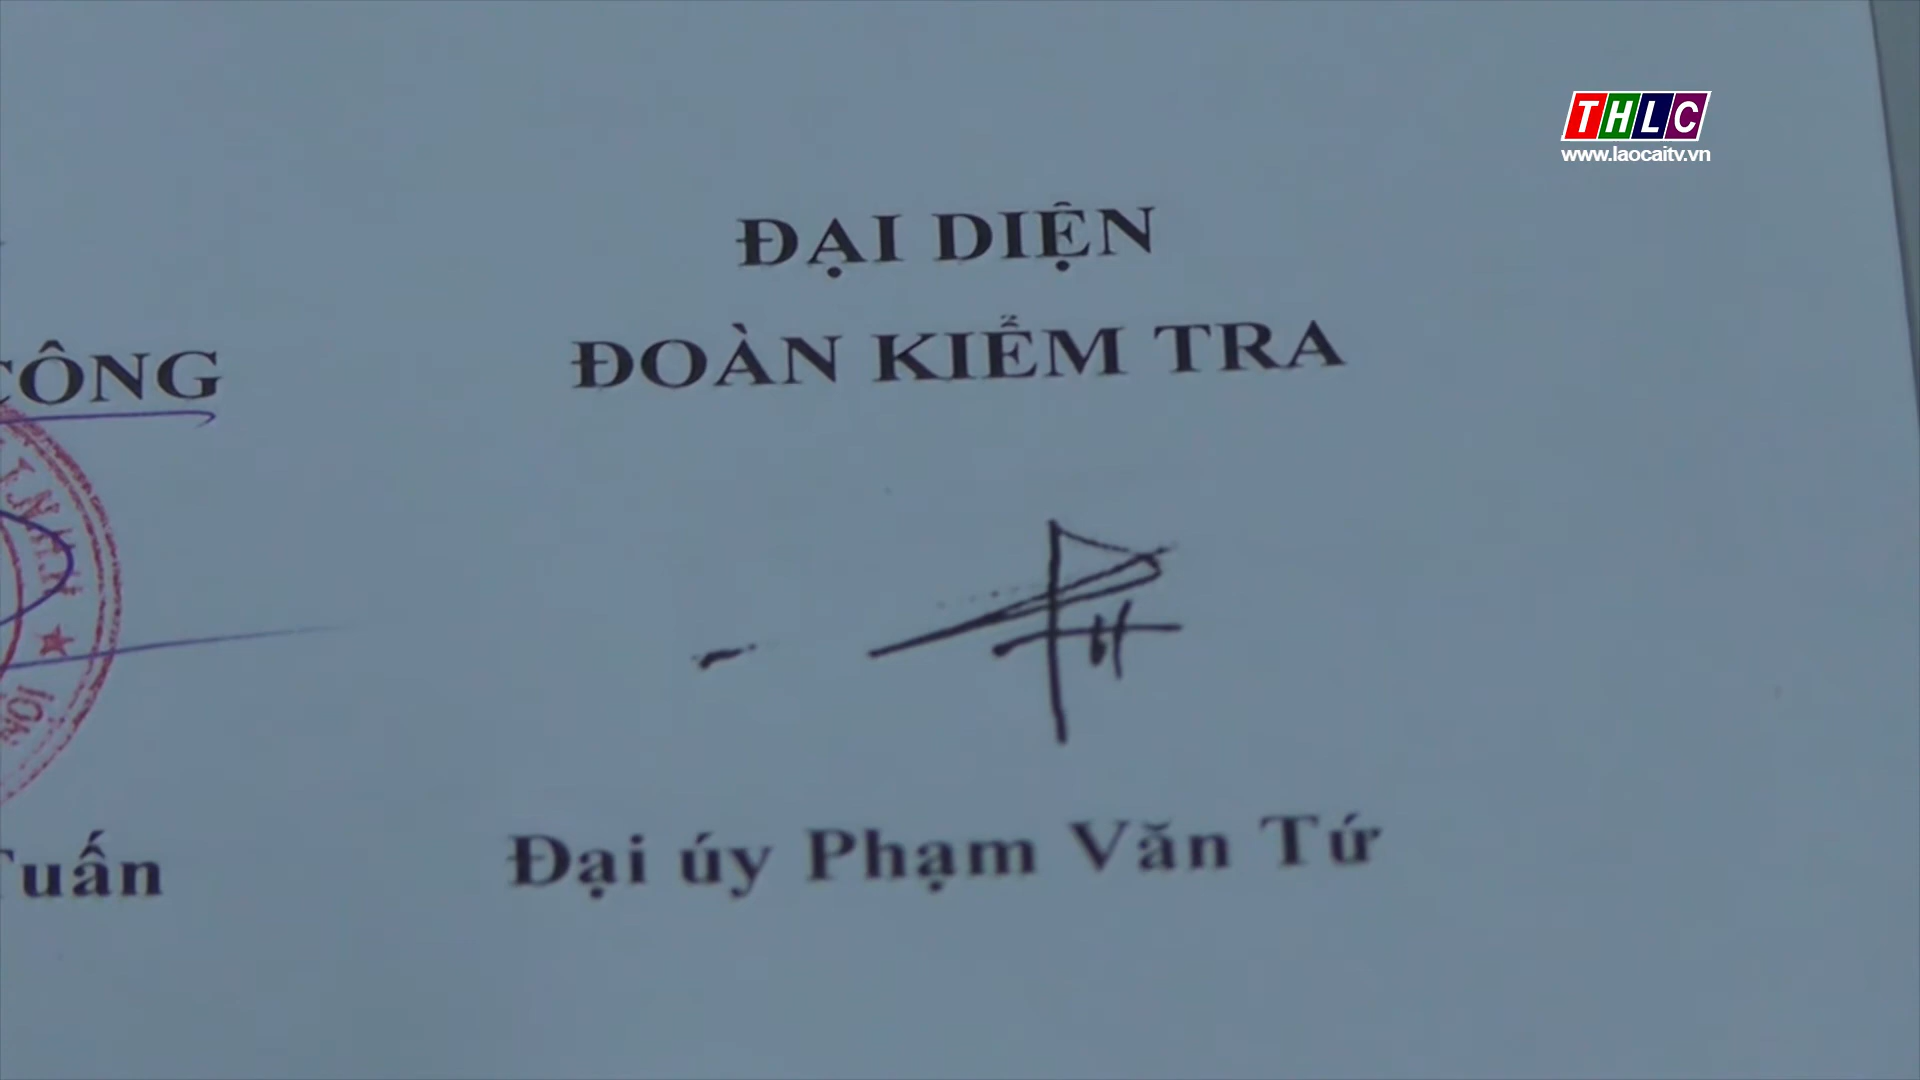 THLC
www.laocaitv.vn
ĐẠI DIỆN
ĐOÀN KIỂM TRA
CÔNG
T.N.H.H
Tuấn
Đại úy Phạm Văn Tứ